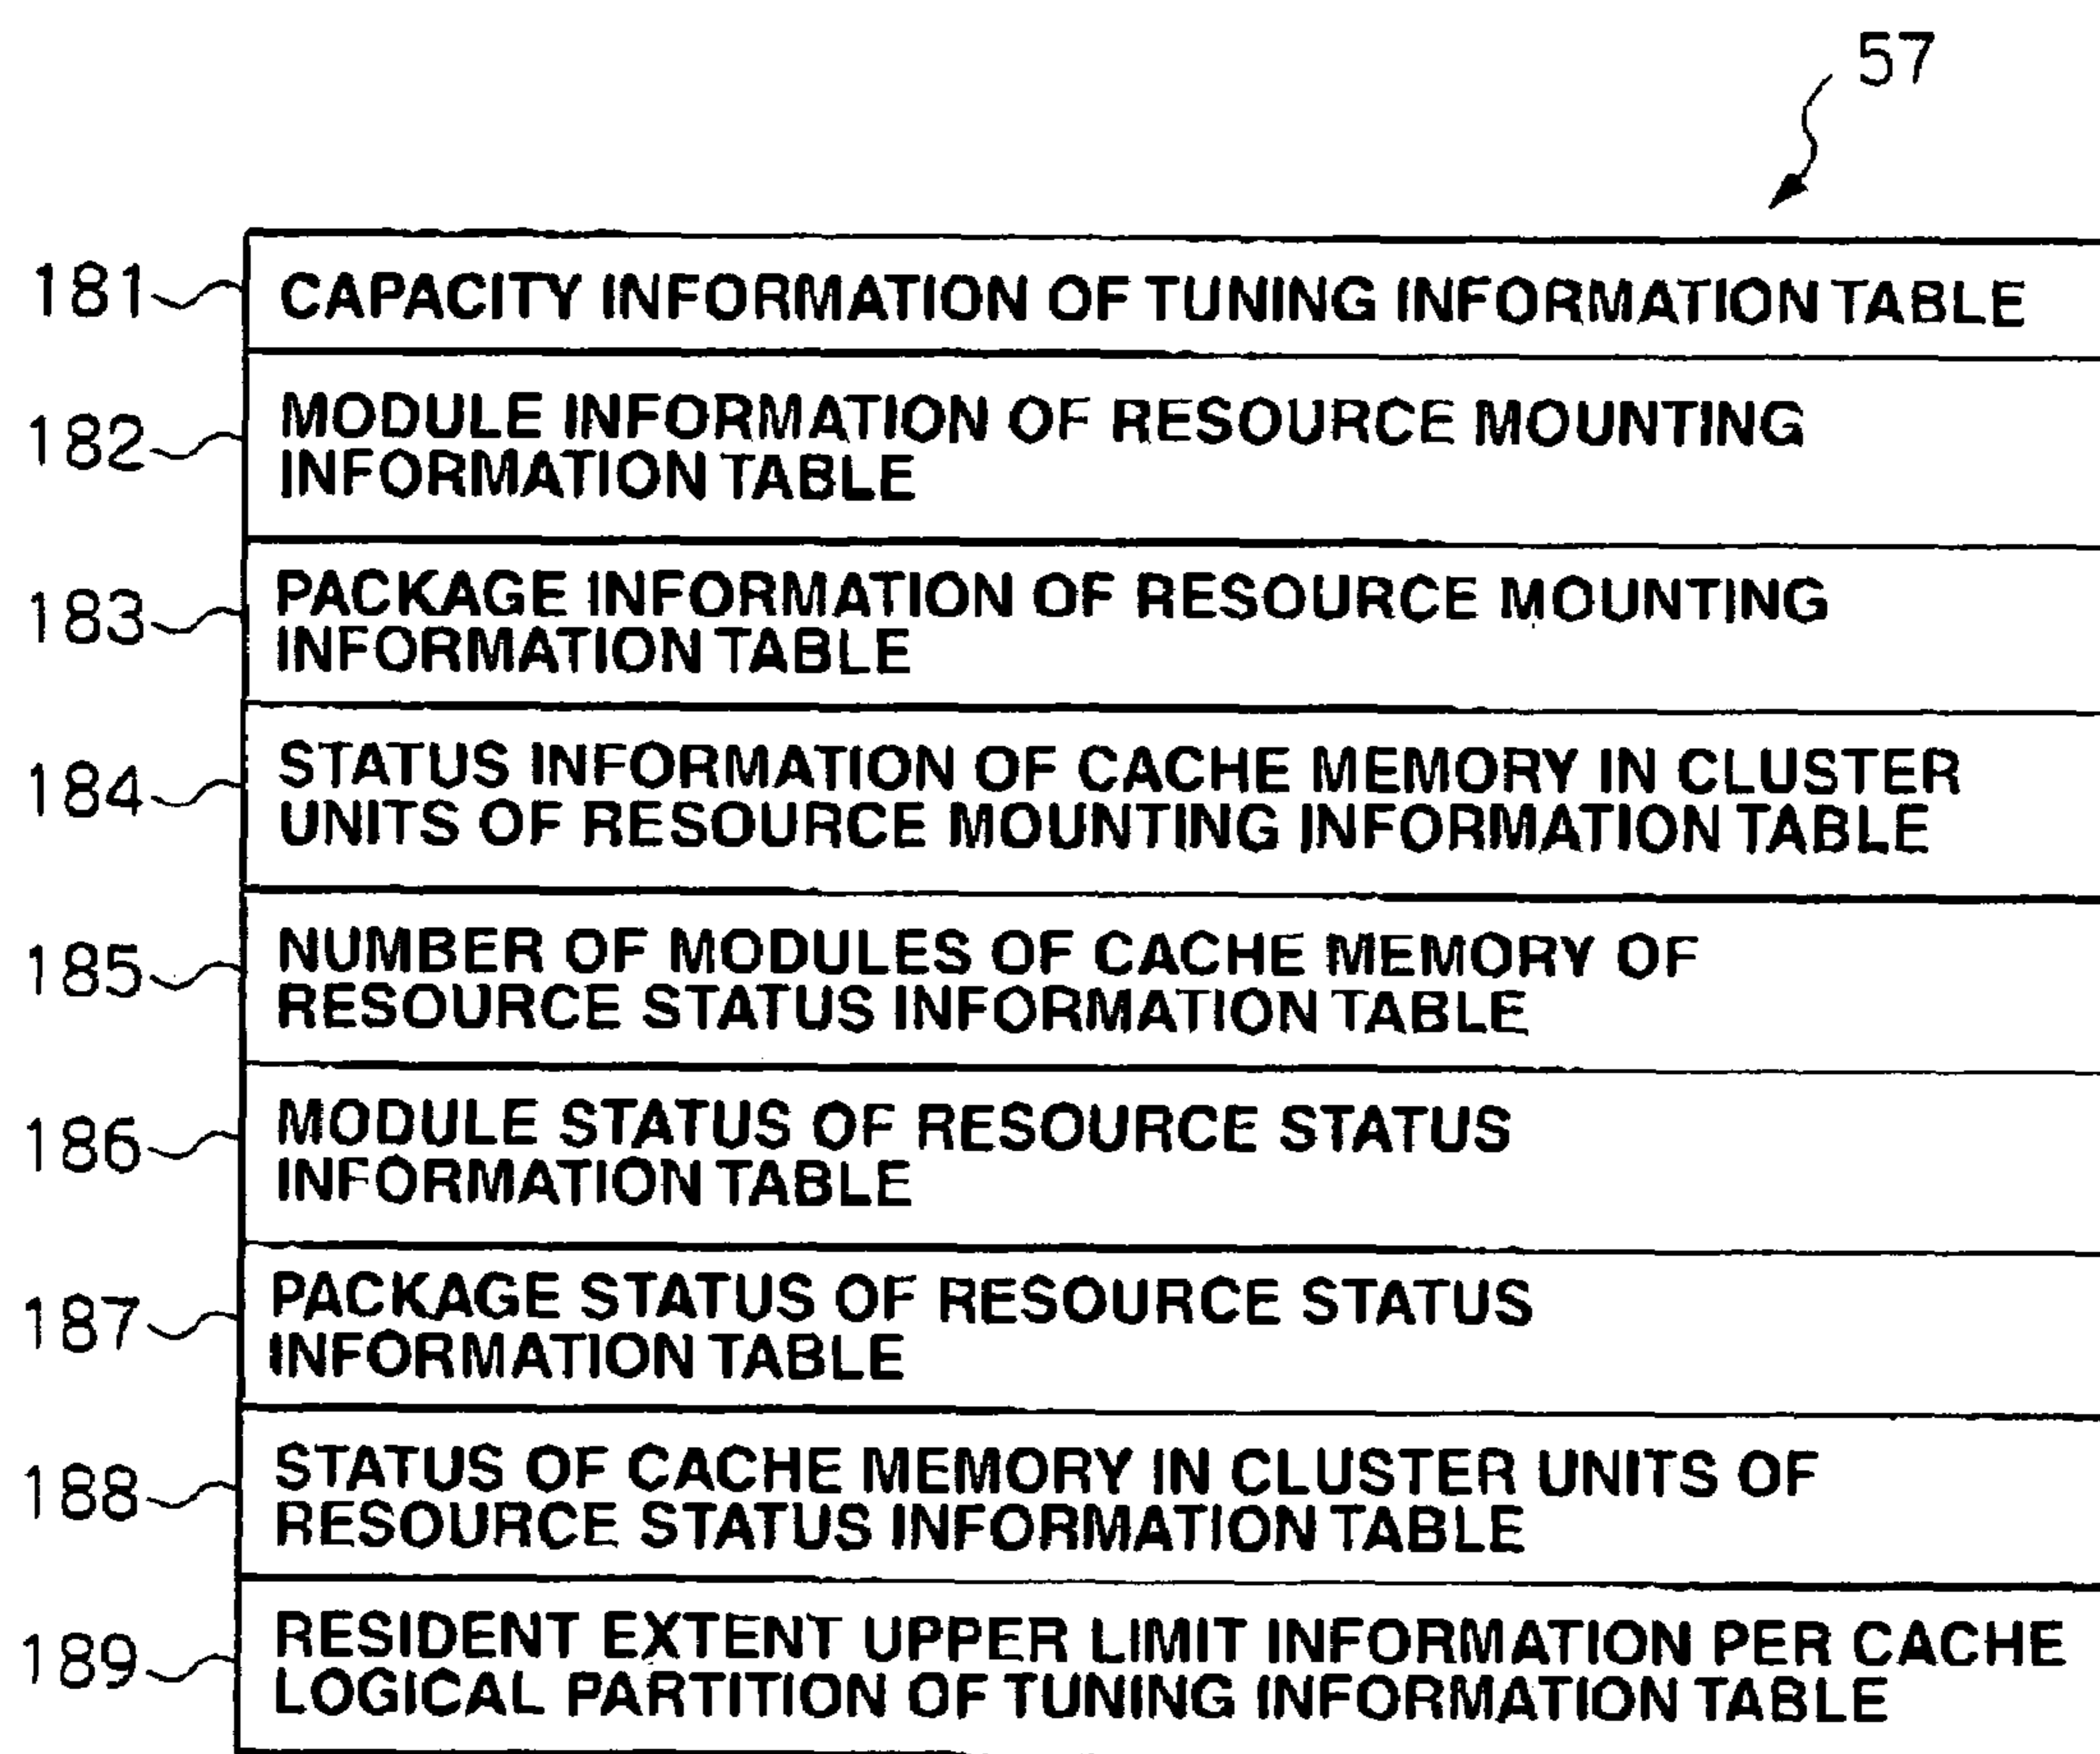 57
181 CAPACITY INFORMATION OF TUNING INFORMATION TABLE
182 MODULE INFORMATION OF RESOURCE MOUNTING
INFORMATION TABLE
183 PACKAGE INFORMATION OF RESOURCE MOUNTING
INFORMATION TABLE
184 STATUS INFORMATION OF CACHE MEMORY IN CLUSTER
UNITS OF RESOURCE MOUNTING INFORMATION TABLE
185 NUMBER OF MODULES OF CACHE MEMORY OF
RESOURCE STATUS INFORMATION TABLE
186 MODULE STATUS OF RESOURCE STATUS
INFORMATION TABLE
187 PACKAGE STATUS OF RESOURCE STATUS
INFORMATION TABLE
188 STATUS OF CACHE MEMORY IN CLUSTER UNITS OF
RESOURCE STATUS INFORMATION TABLE
189 RESIDENT EXTENT UPPER LIMIT INFORMATION PER CACHE
LOGICAL PARTITION OF TUNING INFORMATION TABLE